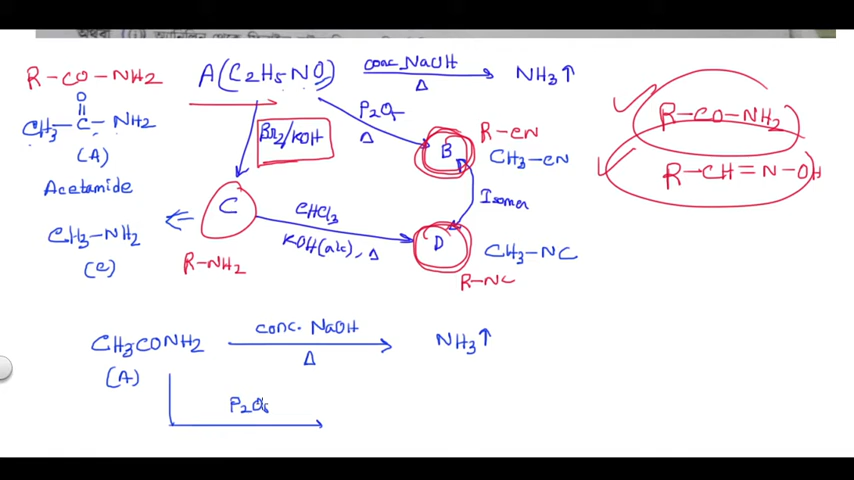 R-CO-NH2
A(C2H5NO)
conc. NaOH
Δ
NH3↑
O
CH3-C-NH2
(A)
Acetamide
Br2/KOH
P2O5
Δ
B
R-CN
CH3-CN
R-CO-NH2
R-CH=N-OH
Isomer
C
CH3-NH2
(C)
R-NH2
CHCl3
KOH(alc), Δ
D
CH3-NC
R-NC
CH3CONH2
(A)
conc. NaOH
Δ
NH3↑
P2O5